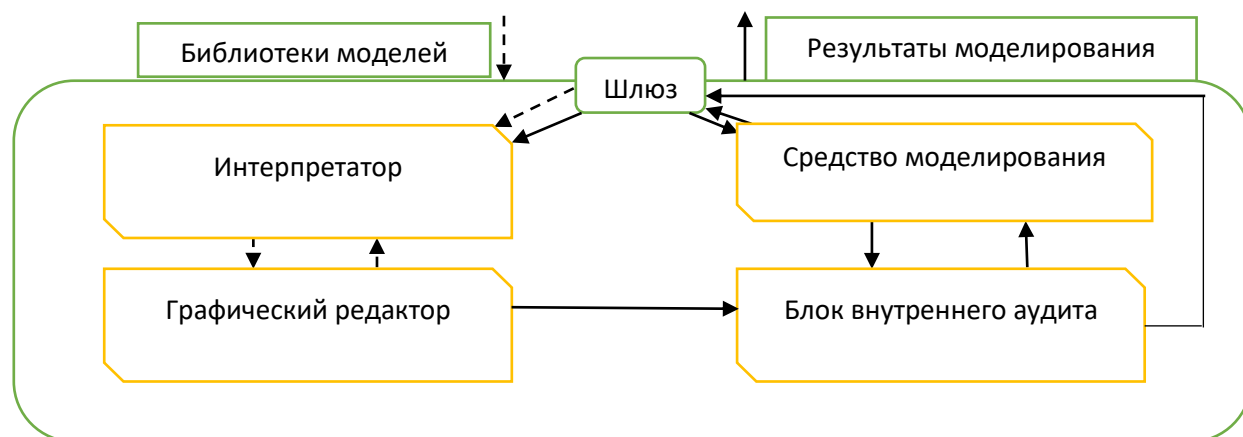 Библиотеки моделей
Результаты моделирования
Шлюз
Интерпретатор
Средство моделирования
Графический редактор
Блок внутреннего аудита